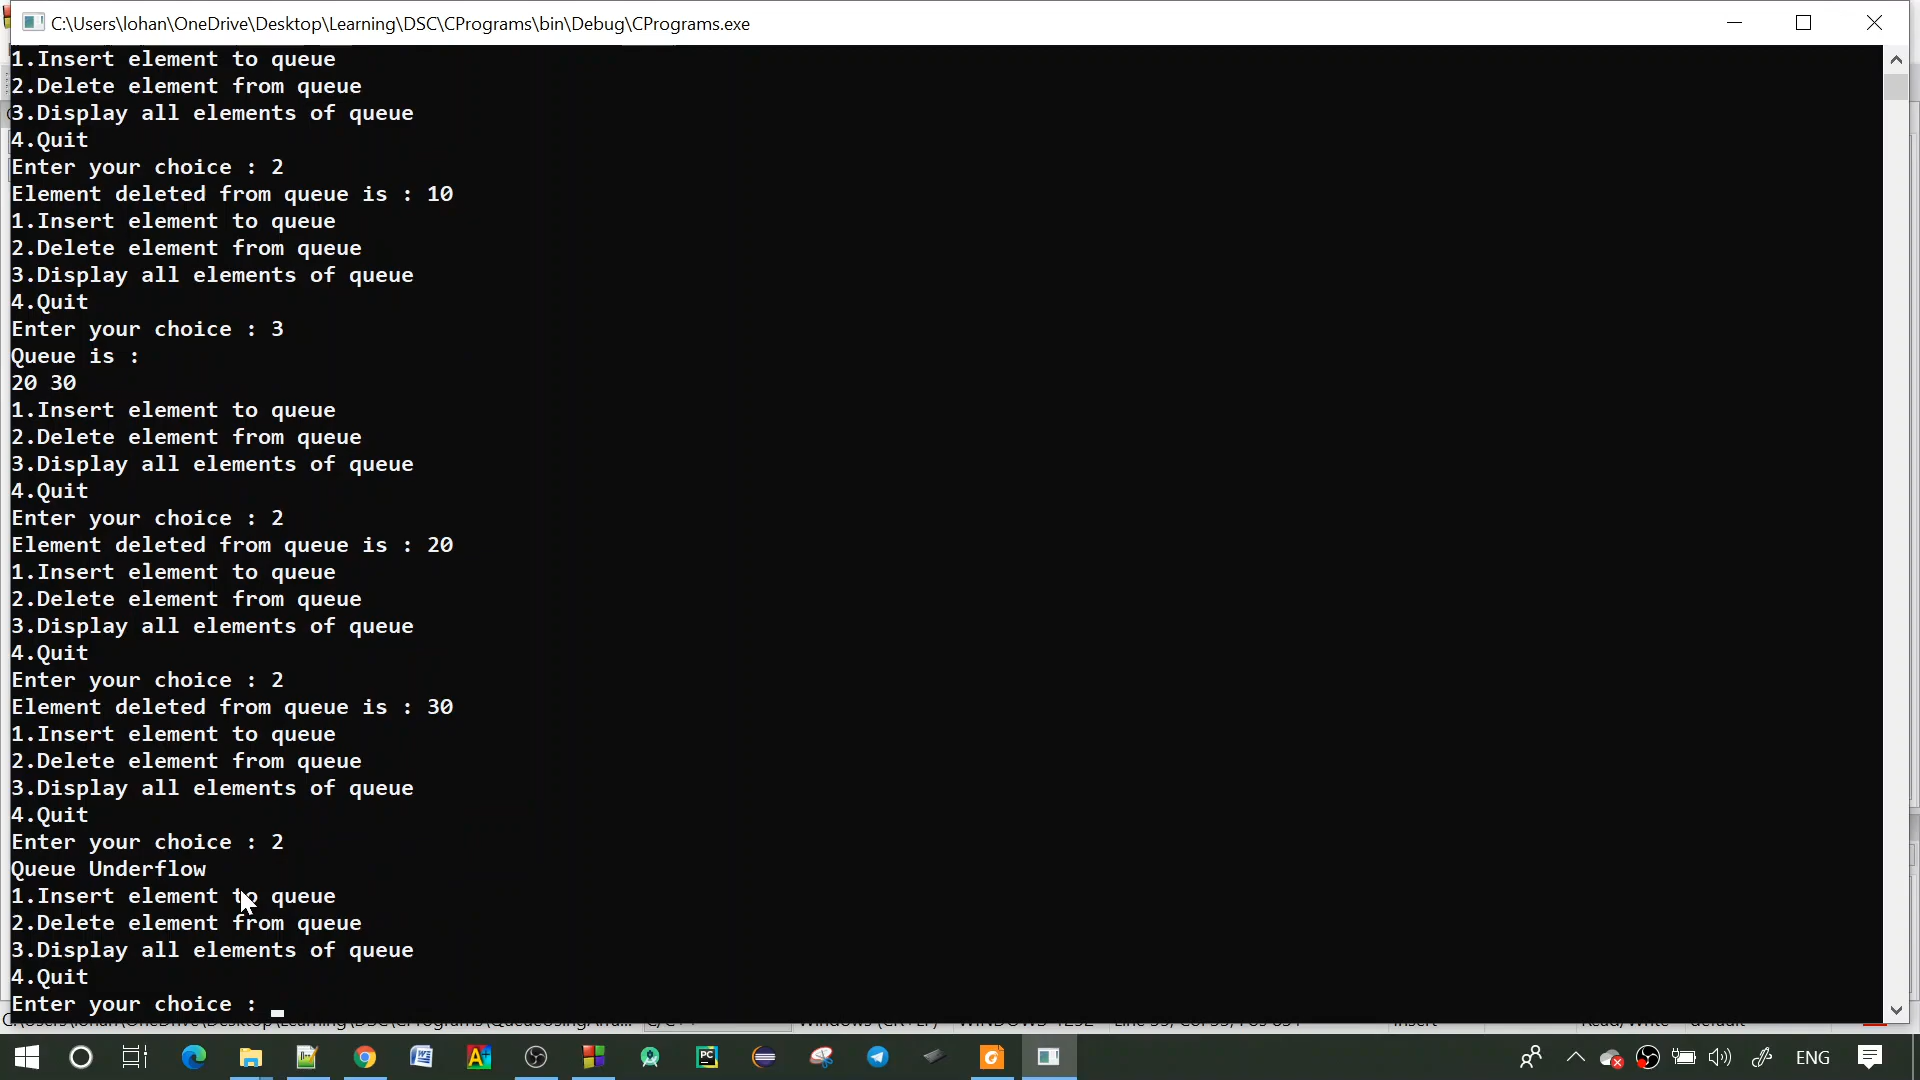 C:\Users\lohan\OneDrive\Desktop\Learning\DSC\CPrograms\bin\Debug\CPrograms.exe
1.Insert element to queue
2.Delete element from queue
3.Display all elements of queue
4.Quit
Enter your choice : 2
Element deleted from queue is : 10
1.Insert element to queue
2.Delete element from queue
3.Display all elements of queue
4.Quit
Enter your choice : 3
Queue is :
20 30
1.Insert element to queue
2.Delete element from queue
3.Display all elements of queue
4.Quit
Enter your choice : 2
Element deleted from queue is : 20
1.Insert element to queue
2.Delete element from queue
3.Display all elements of queue
4.Quit
Enter your choice : 2
Element deleted from queue is : 30
1.Insert element to queue
2.Delete element from queue
3.Display all elements of queue
4.Quit
Enter your choice : 2
Queue Underflow
1.Insert element to queue
2.Delete element from queue
3.Display all elements of queue
4.Quit
Enter your choice :
ENG